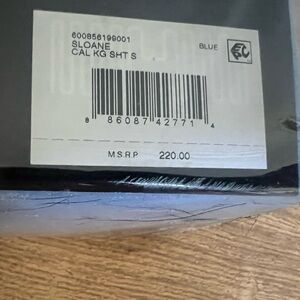 600856199001
SLOANE BLUE
CAL KG SHT S
8 86087 42771 4
M.S.R.P 220.00